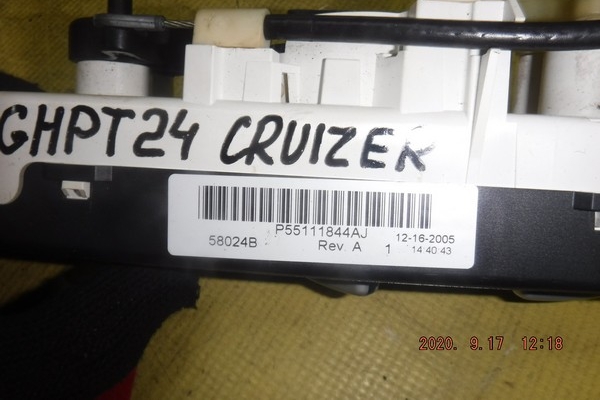 GHPT24 CRUIZER
P55111844AJ
58024B Rev. A 1 12-16-2005
14:40:43
2020. 9.17 12:18